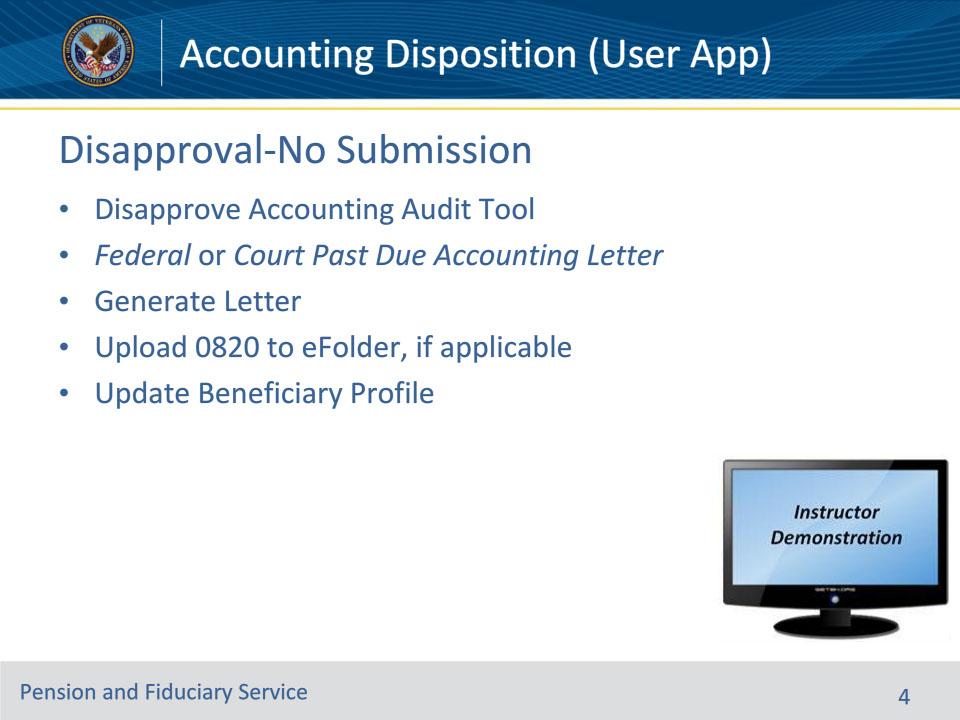 Accounting Disposition (User App)
Disapproval-No Submission
• Disapprove Accounting Audit Tool
• Federal or Court Past Due Accounting Letter
• Generate Letter
• Upload 0820 to eFolder, if applicable
• Update Beneficiary Profile
Instructor
Demonstration
Pension and Fiduciary Service
4